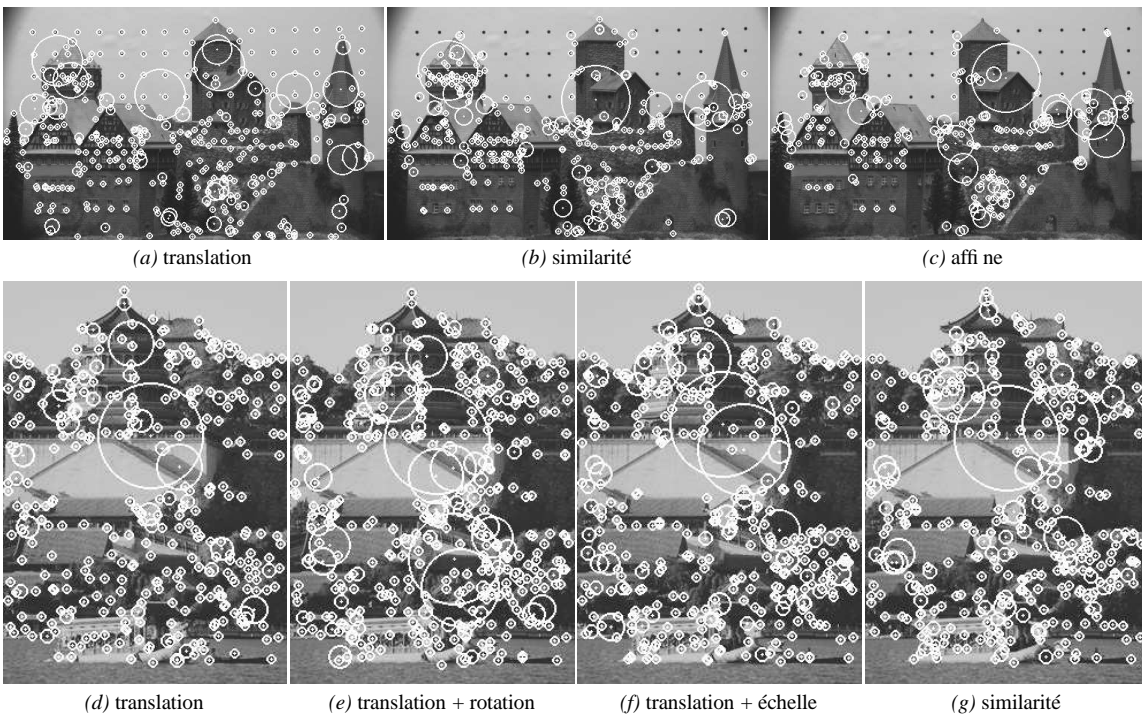 (a) translation
(b) similarité
(c) affi ne
(d) translation
(e) translation + rotation
(f) translation + échelle
(g) similarité